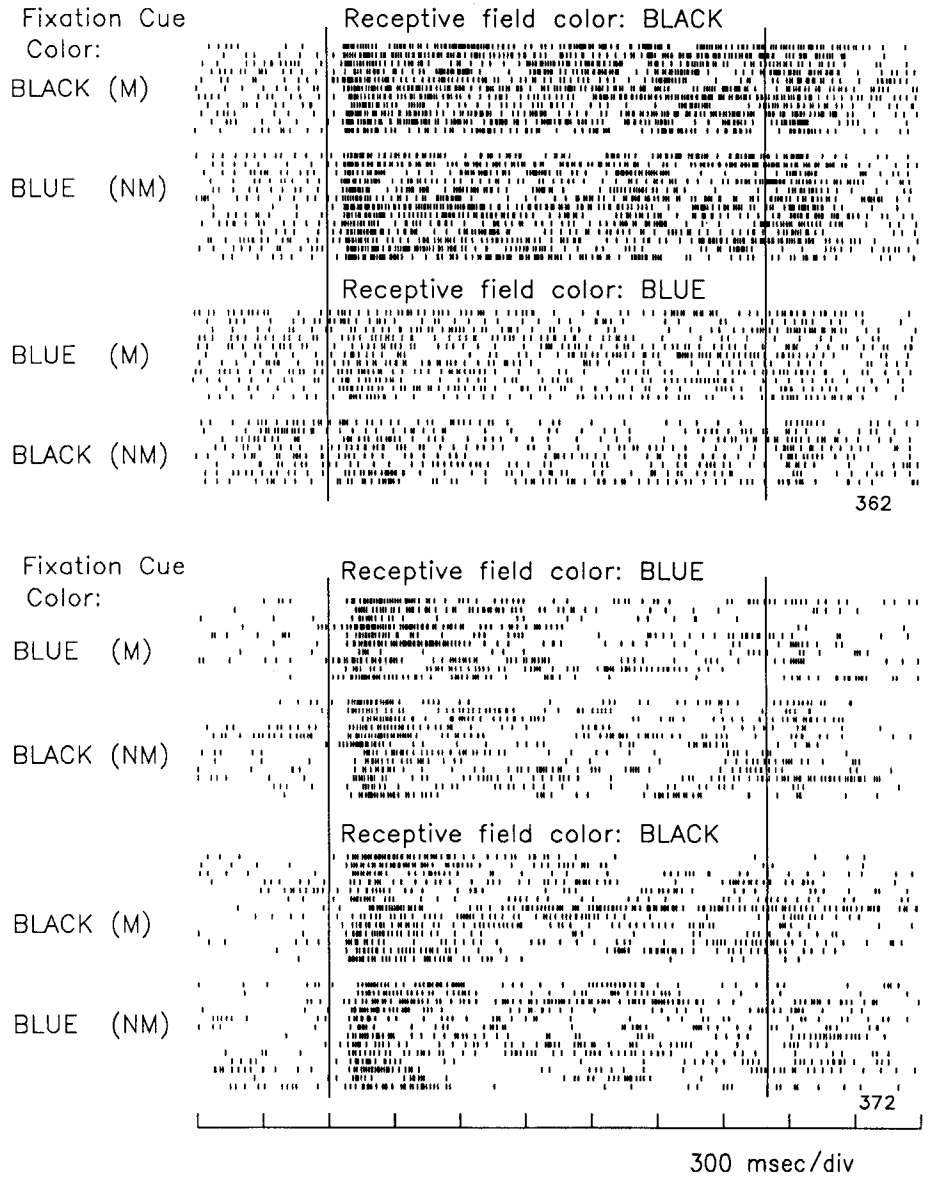 Fixation Cue Receptive field color: BLACK
Color:
BLACK (M)
BLUE (NM)
Receptive field color: BLUE
BLUE (M)
BLACK (NM)
362
Fixation Cue Receptive field color: BLUE
Color:
BLUE (M)
BLACK (NM)
Receptive field color: BLACK
BLACK (M)
BLUE (NM)
372
300 msec/div